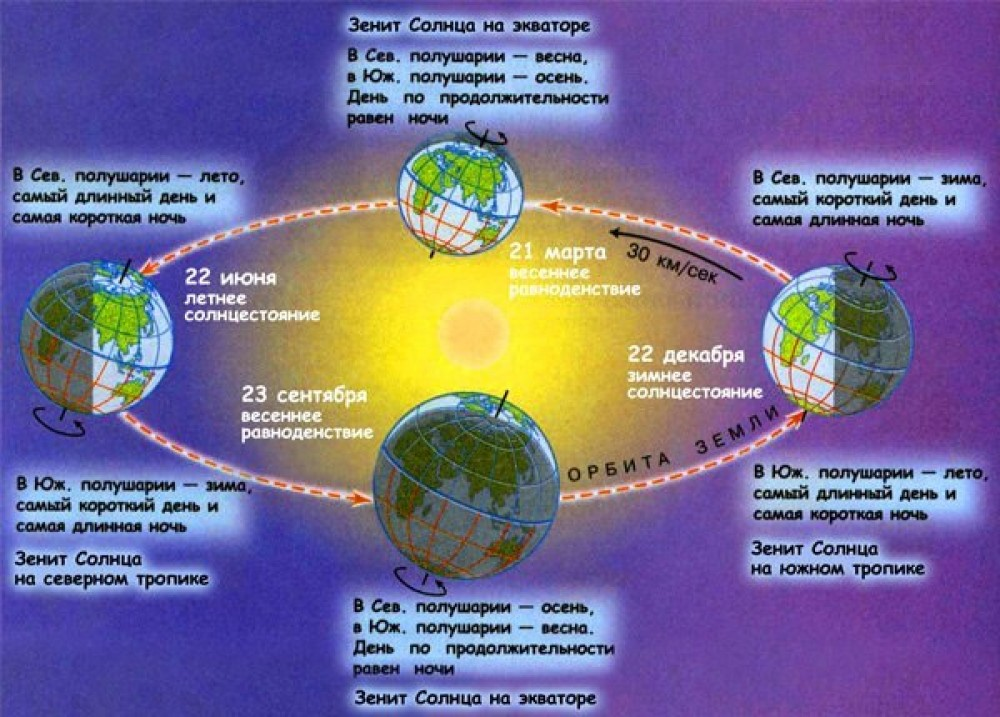 Зенит Солнца на экваторе
В Сев. полушарии — весна,
в Юж. полушарии — осень.
День по продолжительности
равен ночи
В Сев. полушарии — лето,
самый длинный день и
самая короткая ночь
В Сев. полушарии — зима,
самый короткий день и
самая длинная ночь
21 марта
весеннее
равноденствие
30 км/сек
22 июня
летнее
солнцестояние
22 декабря
зимнее
солнцестояние
23 сентября
весеннее
равноденствие
ОРБИТА ЗЕМЛИ
В Юж. полушарии — зима,
самый короткий день и
самая длинная ночь
Зенит Солнца
на северном тропике
В Юж. полушарии — лето,
самый длинный день и
самая короткая ночь
Зенит Солнца
на южном тропике
В Сев. полушарии — осень,
в Юж. полушарии — весна.
День по продолжительности
равен ночи
Зенит Солнца на экваторе